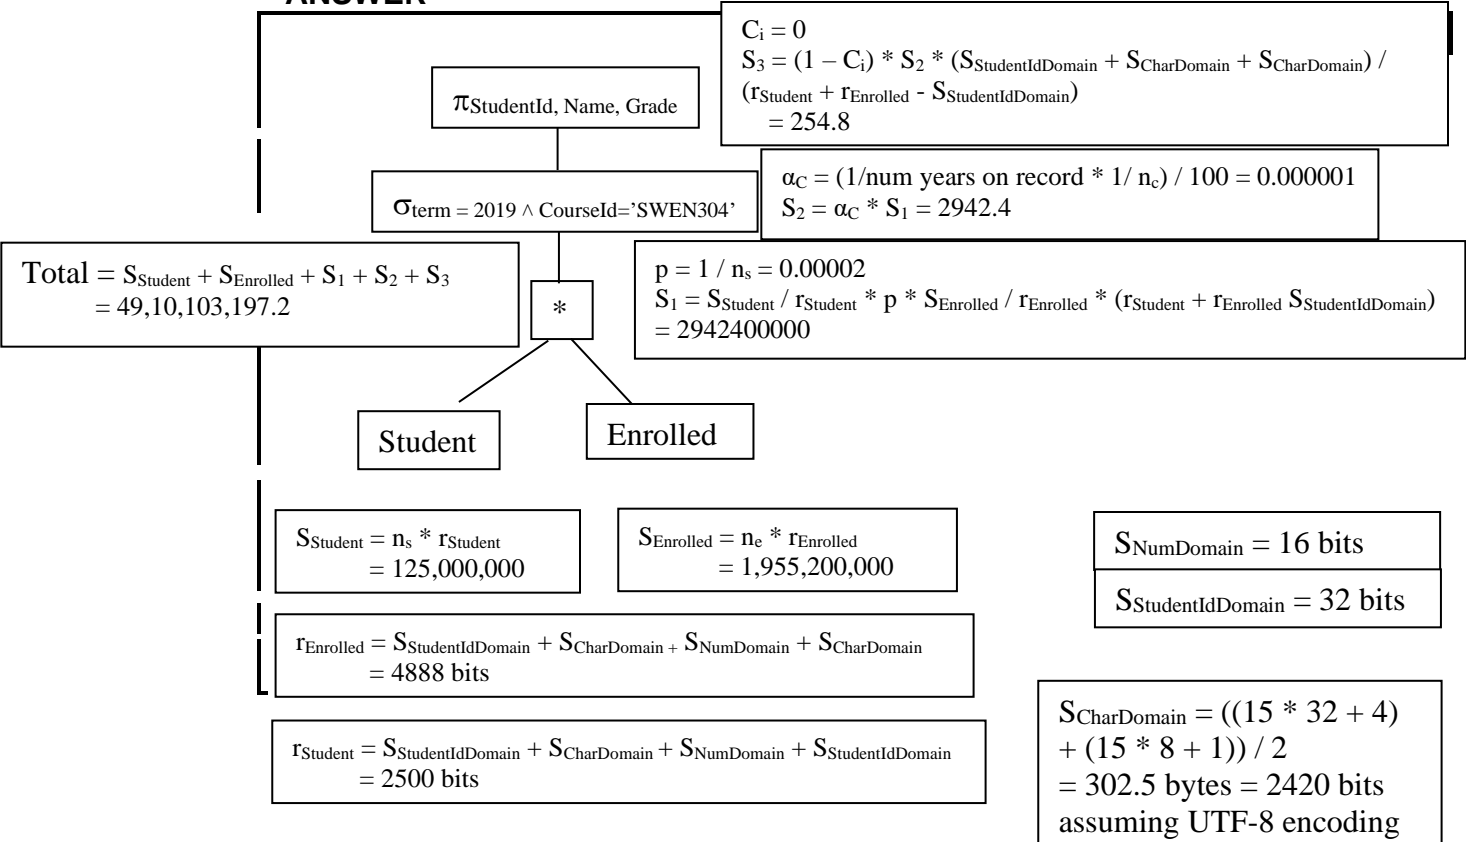 ANSWER
Cᵢ = 0
S₃ = (1 – Cᵢ) * S₂ * (S_StudentIdDomain + S_CharDomain + S_CharDomain) /
(r_Student + r_Enrolled - S_StudentIdDomain)
= 254.8
π_StudentId, Name, Grade
α_C = (1/num years on record * 1/ n_c) / 100 = 0.000001
S₂ = α_C * S₁ = 2942.4
σ_term = 2019 ∧ CourseId=’SWEN304’
Total = S_Student + S_Enrolled + S₁ + S₂ + S₃
= 49,10,103,197.2
p = 1 / n_s = 0.00002
S₁ = S_Student / r_Student * p * S_Enrolled / r_Enrolled * (r_Student + r_Enrolled S_StudentIdDomain)
= 2942400000
*
Student
Enrolled
S_Student = n_s * r_Student
= 125,000,000
S_Enrolled = n_e * r_Enrolled
= 1,955,200,000
S_NumDomain = 16 bits
S_StudentIdDomain = 32 bits
r_Enrolled = S_StudentIdDomain + S_CharDomain + S_NumDomain + S_CharDomain
= 4888 bits
r_Student = S_StudentIdDomain + S_CharDomain + S_NumDomain + S_StudentIdDomain
= 2500 bits
S_CharDomain = ((15 * 32 + 4)
+ (15 * 8 + 1)) / 2
= 302.5 bytes = 2420 bits
assuming UTF-8 encoding